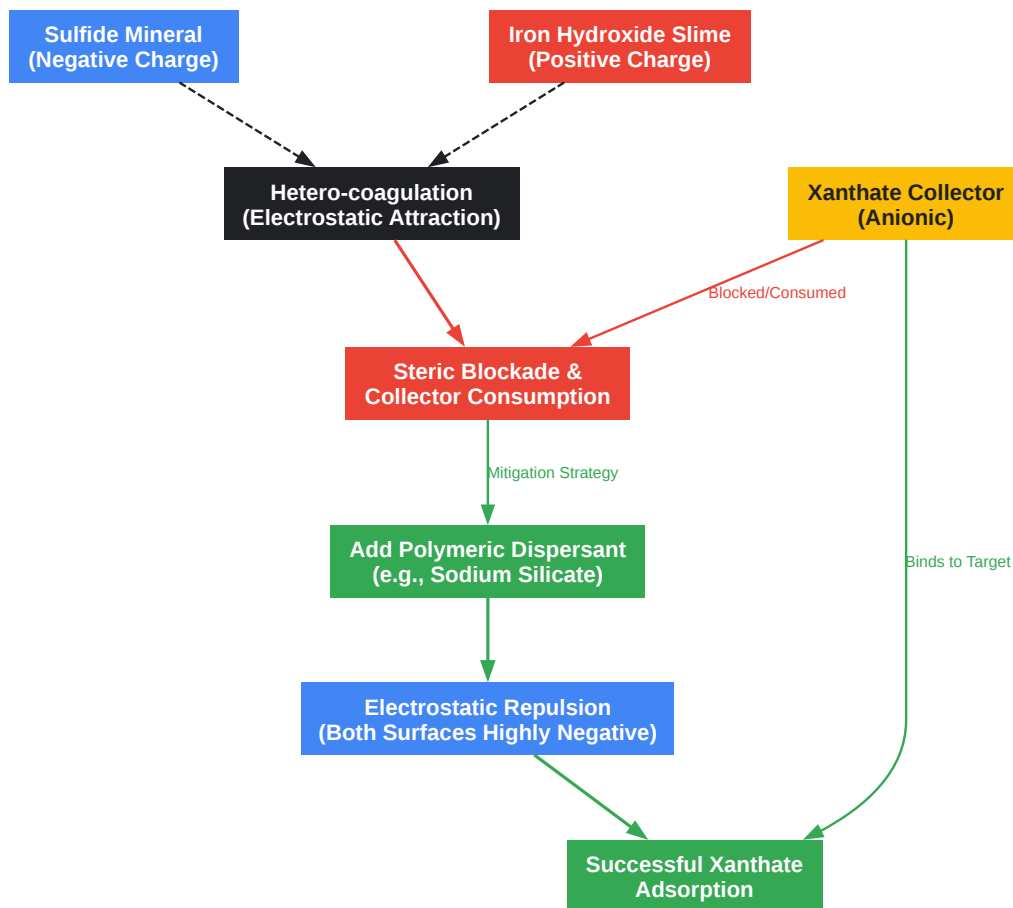 Sulfide Mineral
(Negative Charge)
Iron Hydroxide Slime
(Positive Charge)
Hetero-coagulation
(Electrostatic Attraction)
Xanthate Collector
(Anionic)
Blocked/Consumed
Steric Blockade &
Collector Consumption
Mitigation Strategy
Add Polymeric Dispersant
(e.g., Sodium Silicate)
Binds to Target
Electrostatic Repulsion
(Both Surfaces Highly Negative)
Successful Xanthate
Adsorption